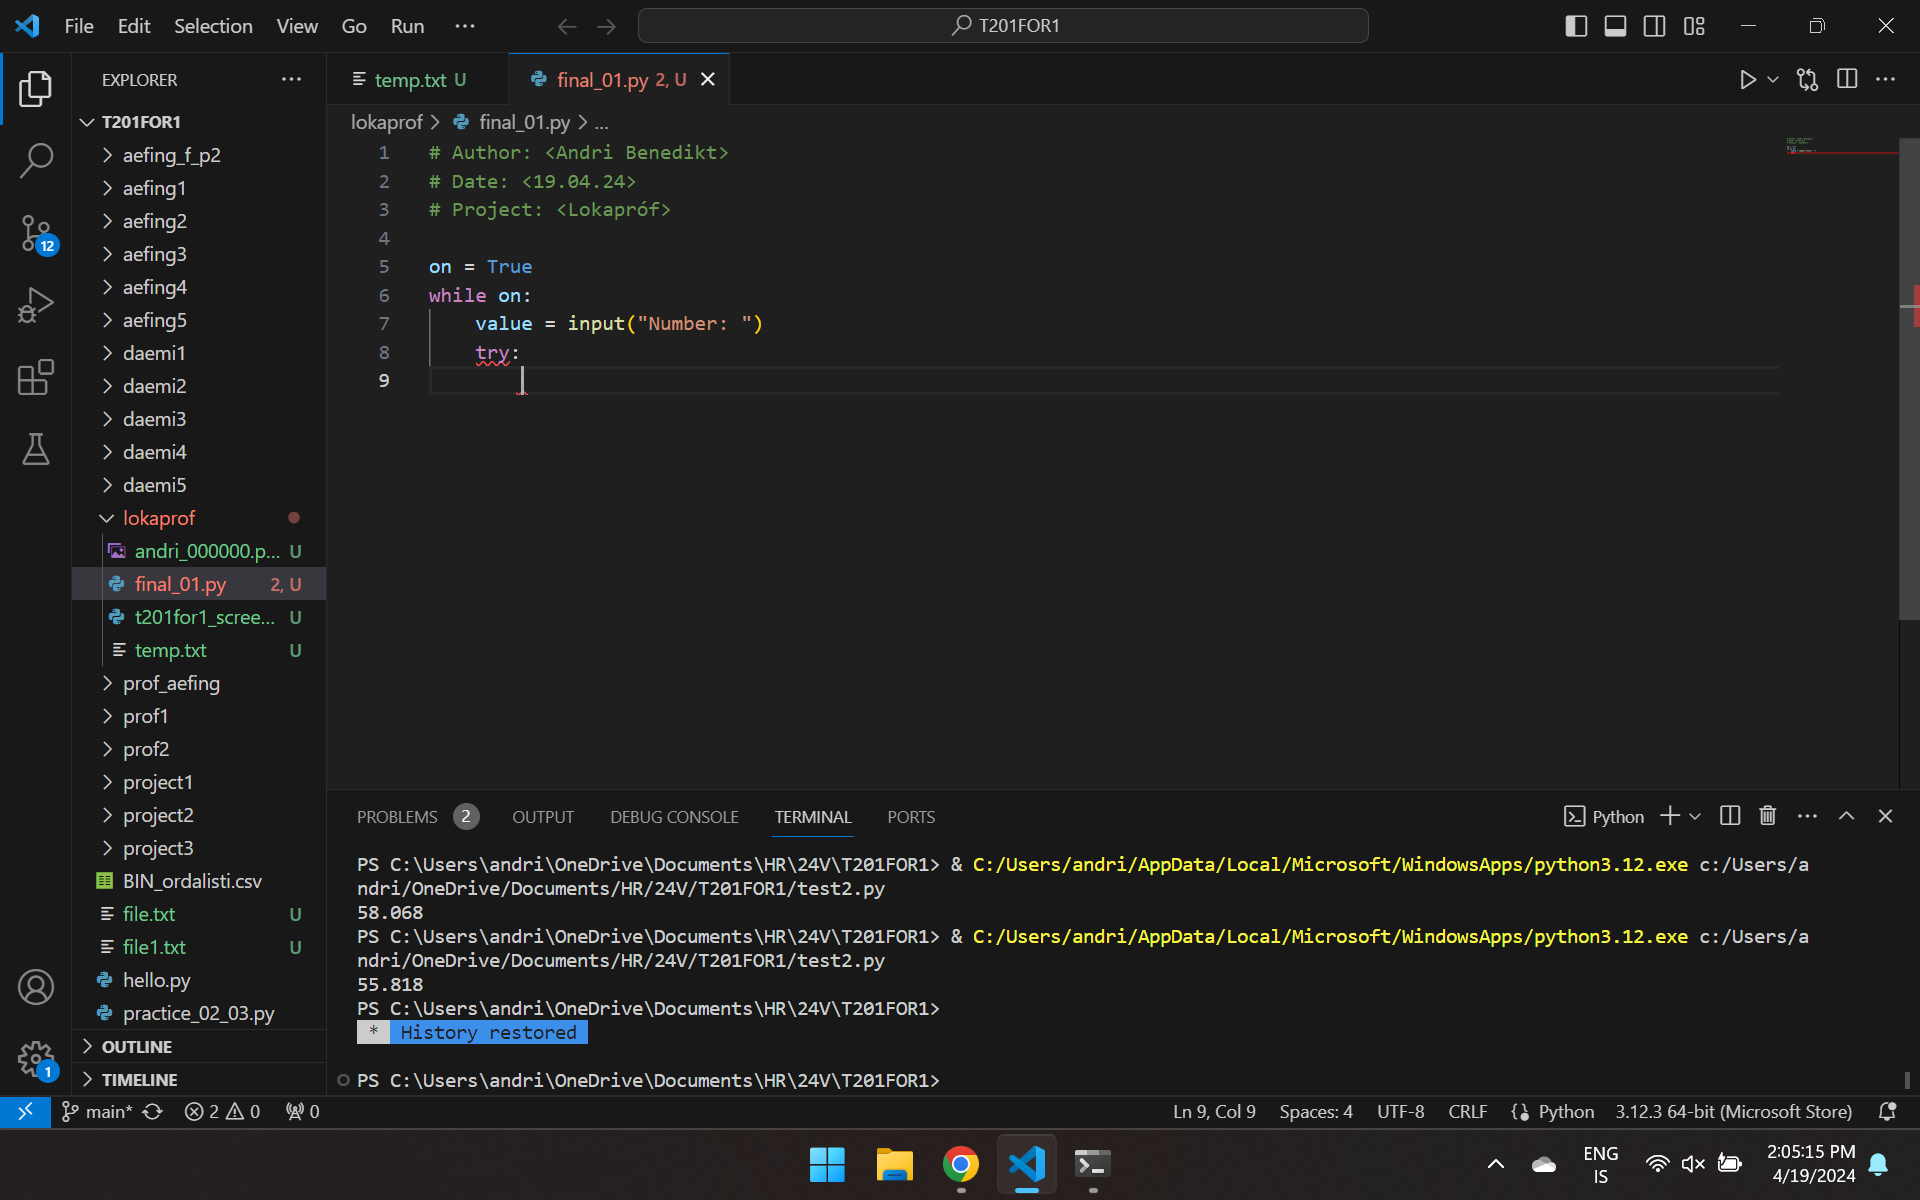 File Edit Selection View Go Run ···
T201FOR1
EXPLORER ···
T201FOR1
aefing_f_p2
aefing1
aefing2
aefing3
aefing4
aefing5
daemi1
daemi2
daemi3
daemi4
daemi5
lokaprof
andri_000000.p... U
final_01.py 2, U
t201for1_scree... U
temp.txt U
prof_aefing
prof1
prof2
project1
project2
project3
BIN_ordalisti.csv
file.txt U
file1.txt U
hello.py
practice_02_03.py
OUTLINE
TIMELINE
12
1
temp.txt U
final_01.py 2, U
lokaprof > final_01.py > ...
1 # Author: <Andri Benedikt>
2 # Date: <19.04.24>
3 # Project: <Lokapróf>
4
5 on = True
6 while on:
7 value = input("Number: ")
8 try:
9
PROBLEMS 2 OUTPUT DEBUG CONSOLE TERMINAL PORTS
Python
PS C:\Users\andri\OneDrive\Documents\HR\24V\T201FOR1> & C:/Users/andri/AppData/Local/Microsoft/WindowsApps/python3.12.exe c:/Users/a
ndri/OneDrive/Documents/HR/24V/T201FOR1/test2.py
58.068
PS C:\Users\andri\OneDrive\Documents\HR\24V\T201FOR1> & C:/Users/andri/AppData/Local/Microsoft/WindowsApps/python3.12.exe c:/Users/a
ndri/OneDrive/Documents/HR/24V/T201FOR1/test2.py
55.818
PS C:\Users\andri\OneDrive\Documents\HR\24V\T201FOR1>
* History restored
PS C:\Users\andri\OneDrive\Documents\HR\24V\T201FOR1>
main* 2 0 0
Ln 9, Col 9 Spaces: 4 UTF-8 CRLF Python 3.12.3 64-bit (Microsoft Store)
ENG
IS
2:05:15 PM
4/19/2024